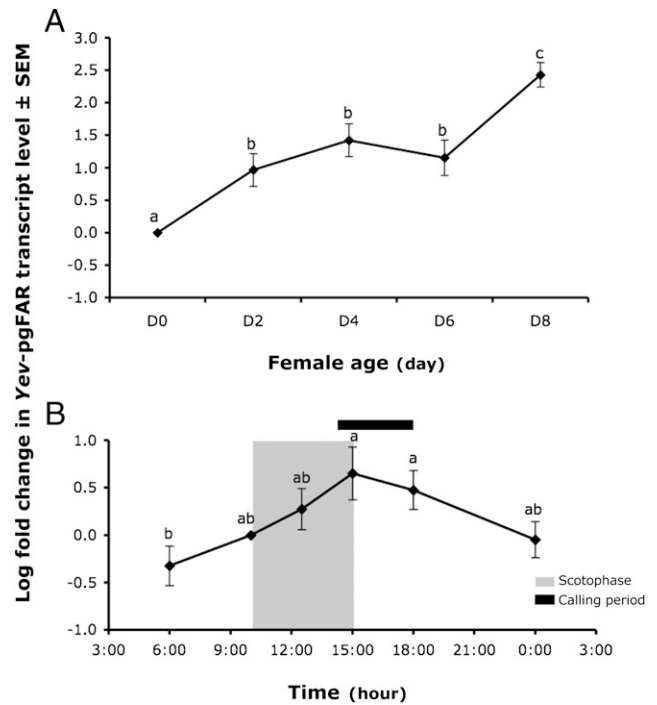 A
Log fold change in Yev-pgFAR transcript level ± SEM
3.0
2.5
2.0
1.5
1.0
0.5
0.0
-0.5
-1.0
a
b
b
b
c
D0 D2 D4 D6 D8
Female age (day)
B
1.0
0.5
0.0
-0.5
-1.0
b
ab
ab
a
a
ab
Scotophase
Calling period
3:00 6:00 9:00 12:00 15:00 18:00 21:00 0:00 3:00
Time (hour)